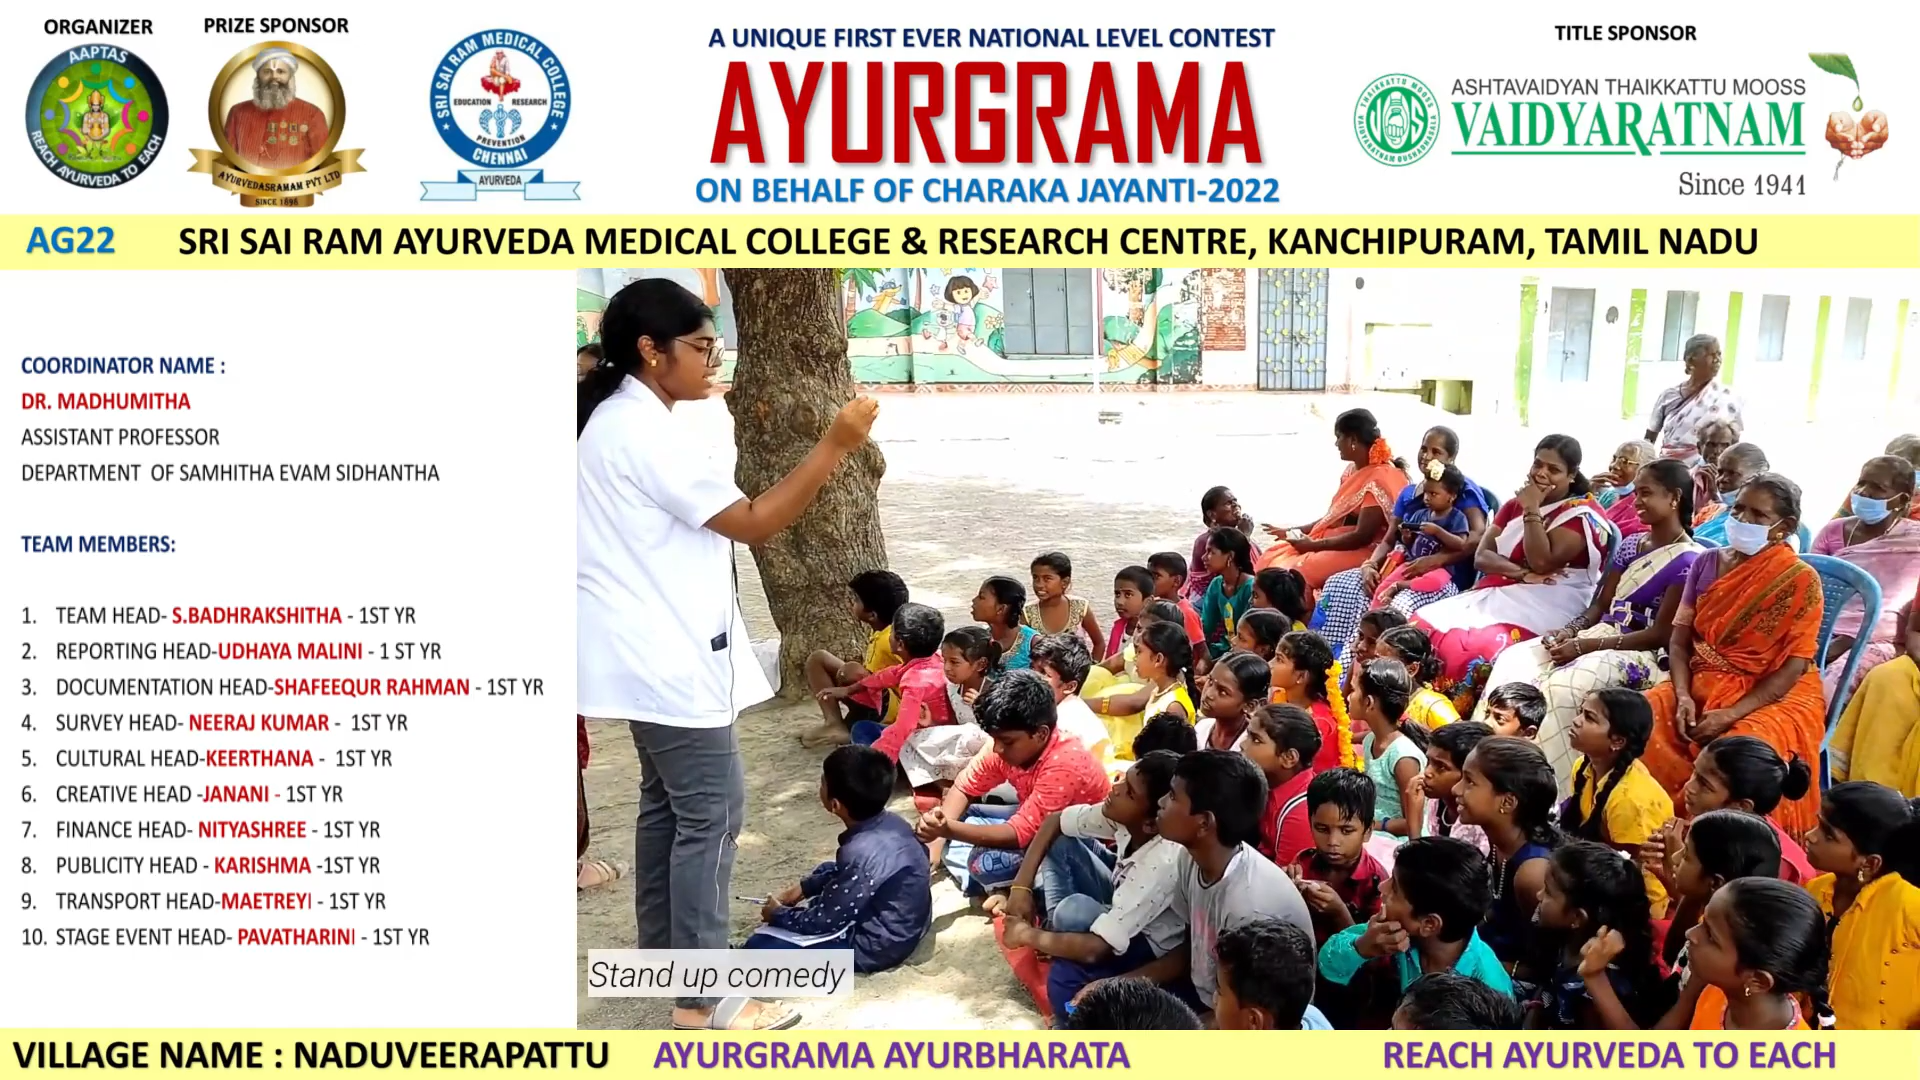 ORGANIZER
AAPTAS
REACH AYURVEDA TO EACH
PRIZE SPONSOR
AYURVEDASRAMAM PVT LTD
SINCE 1896
SRI SAI RAM MEDICAL COLLEGE
EDUCATION RESEARCH
PREVENTION
CHENNAI
AYURVEDA
A UNIQUE FIRST EVER NATIONAL LEVEL CONTEST
AYURGRAMA
ON BEHALF OF CHARAKA JAYANTI-2022
TITLE SPONSOR
THAIKKATTU MOOSS
VAIDYARATNAM OUSHADHASALA
ASHTAVAIDYAN THAIKKATTU MOOSS
VAIDYARATNAM
Since 1941
AG22 SRI SAI RAM AYURVEDA MEDICAL COLLEGE & RESEARCH CENTRE, KANCHIPURAM, TAMIL NADU
COORDINATOR NAME :
DR. MADHUMITHA
ASSISTANT PROFESSOR
DEPARTMENT OF SAMHITHA EVAM SIDHANTHA
TEAM MEMBERS:
1. TEAM HEAD- S.BADHRAKSHITHA - 1ST YR
2. REPORTING HEAD-UDHAYA MALINI - 1 ST YR
3. DOCUMENTATION HEAD-SHAFEEQUR RAHMAN - 1ST YR
4. SURVEY HEAD- NEERAJ KUMAR - 1ST YR
5. CULTURAL HEAD-KEERTHANA - 1ST YR
6. CREATIVE HEAD -JANANI - 1ST YR
7. FINANCE HEAD- NITYASHREE - 1ST YR
8. PUBLICITY HEAD - KARISHMA -1ST YR
9. TRANSPORT HEAD-MAETREYI - 1ST YR
10. STAGE EVENT HEAD- PAVATHARINI - 1ST YR
Stand up comedy
VILLAGE NAME : NADUVEERAPATTU AYURGRAMA AYURBHARATA REACH AYURVEDA TO EACH